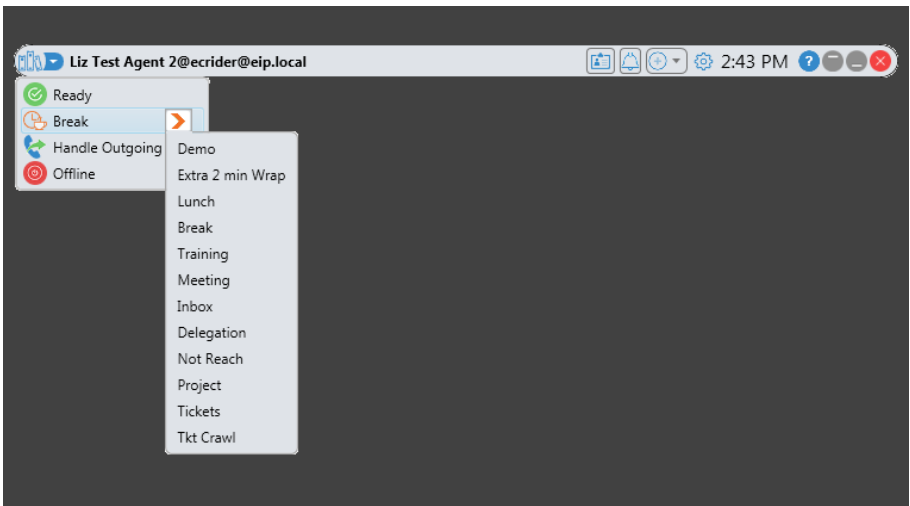 Liz Test Agent 2@ecrider@eip.local
2:43 PM
?
Ready
Break
Handle Outgoing
Offline
Demo
Extra 2 min Wrap
Lunch
Break
Training
Meeting
Inbox
Delegation
Not Reach
Project
Tickets
Tkt Crawl